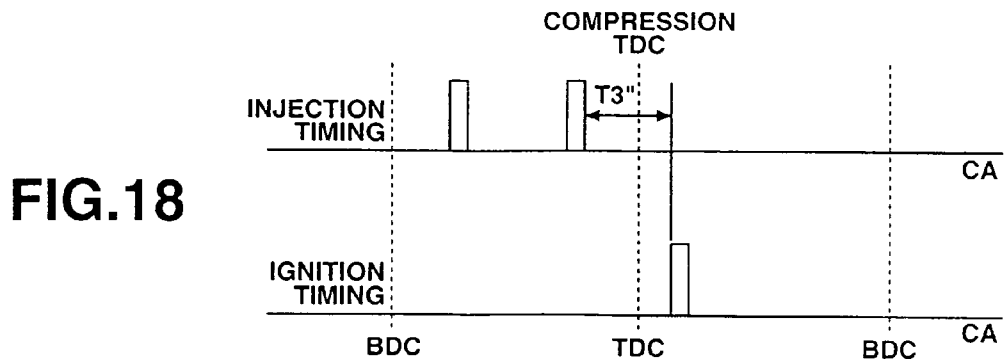 COMPRESSION
TDC
T3"
INJECTION
TIMING
CA
FIG.18
IGNITION
TIMING
CA
BDC
TDC
BDC